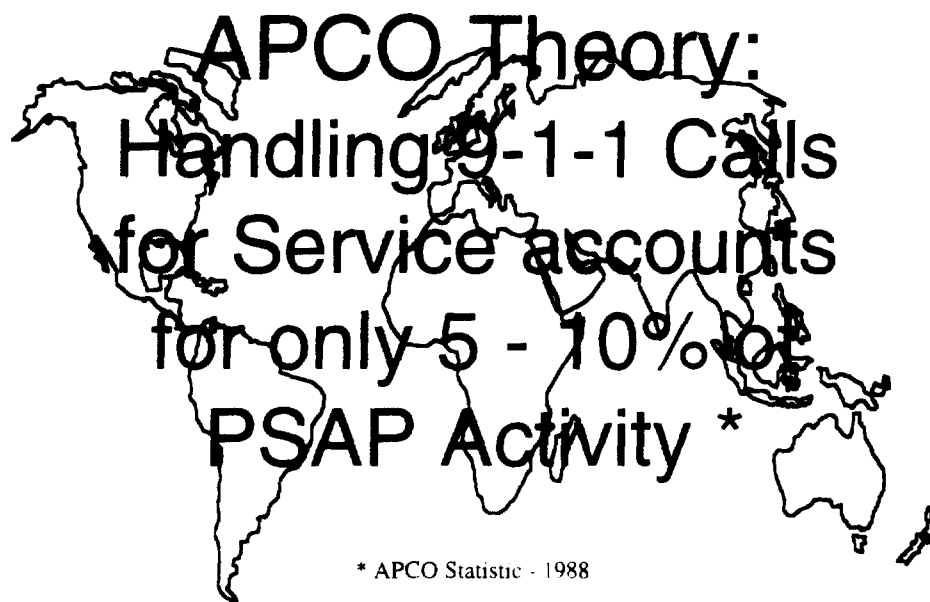 APCO Theory:
Handling 9-1-1 Calls
for Service accounts
for only 5 - 10% of
PSAP Activity *
* APCO Statistic - 1988